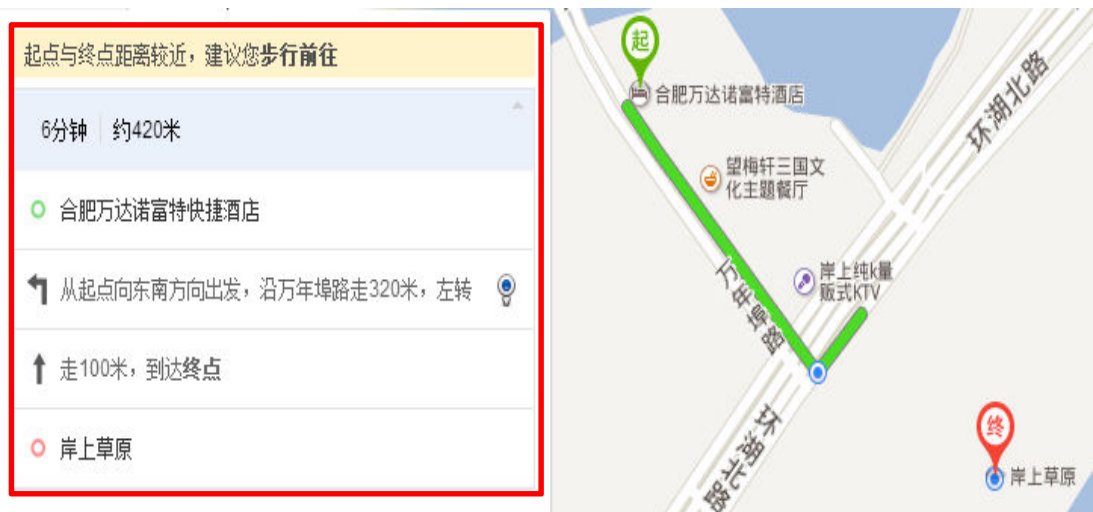 起点与终点距离较近，建议您步行前往
6分钟 约420米
合肥万达诺富特快捷酒店
从起点向东南方向出发，沿万年埠路走320米，左转
走100米，到达终点
岸上草原
起
合肥万达诺富特酒店
环湖北路
望梅轩三国文
化主题餐厅
岸上纯k量
版式KTV
万年埠路
环湖北路
终
岸上草原